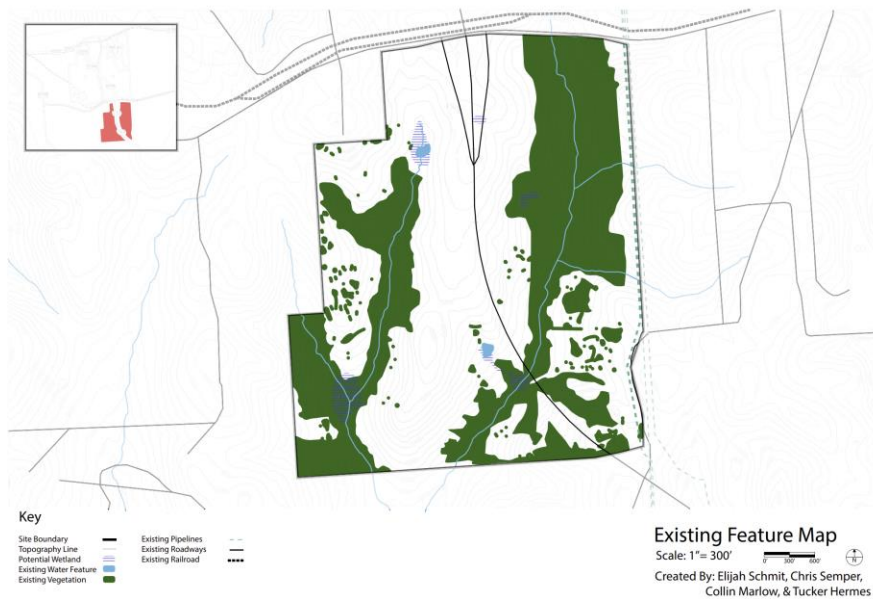 Key
Site Boundary
Topography Line
Potential Wetland
Existing Water Feature
Existing Vegetation
Existing Pipelines
Existing Roadways
Existing Railroad
Existing Feature Map
Scale: 1"= 300'
0' 300' 600'
N
Created By: Elijah Schmit, Chris Semper,
Collin Marlow, & Tucker Hermes